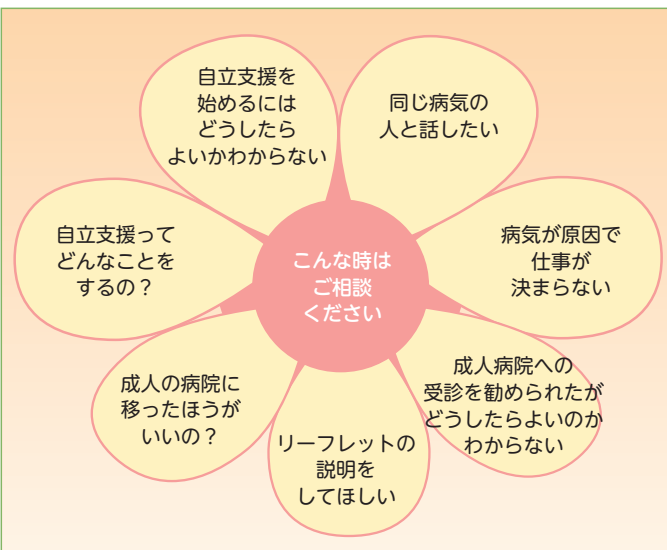 自立支援を
始めるには
どうしたら
よいかわからない
同じ病気の
人と話したい
自立支援って
どんなことを
するの？
こんな時は
ご相談
ください
病気が原因で
仕事が
決まらない
成人の病院に
移ったほうが
いいの？
リーフレットの
説明を
してほしい
成人病院への
受診を勧められたが
どうしたらよいのか
わからない